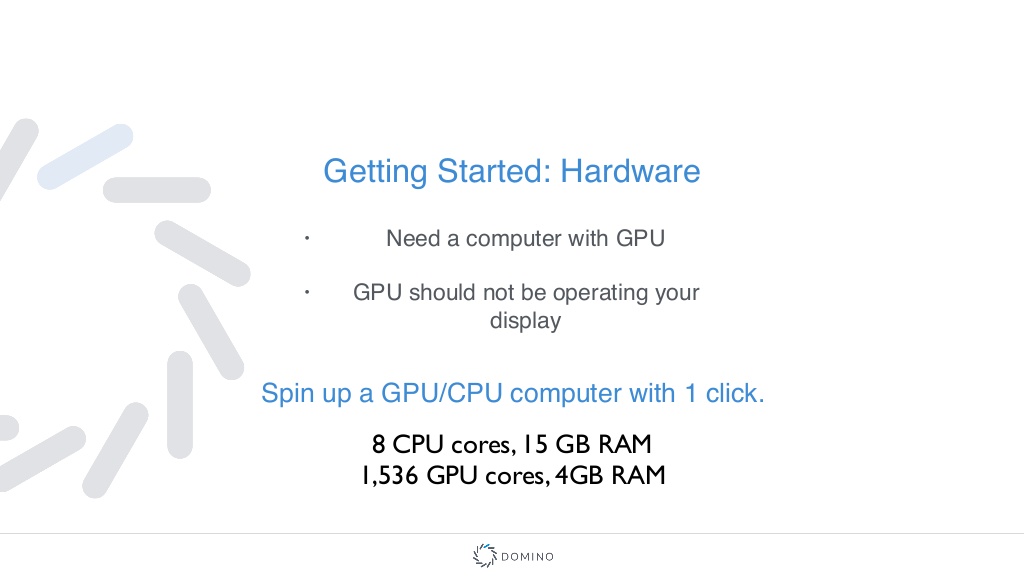 Getting Started: Hardware
• Need a computer with GPU
• GPU should not be operating your
display
Spin up a GPU/CPU computer with 1 click.
8 CPU cores, 15 GB RAM
1,536 GPU cores, 4GB RAM
DOMINO